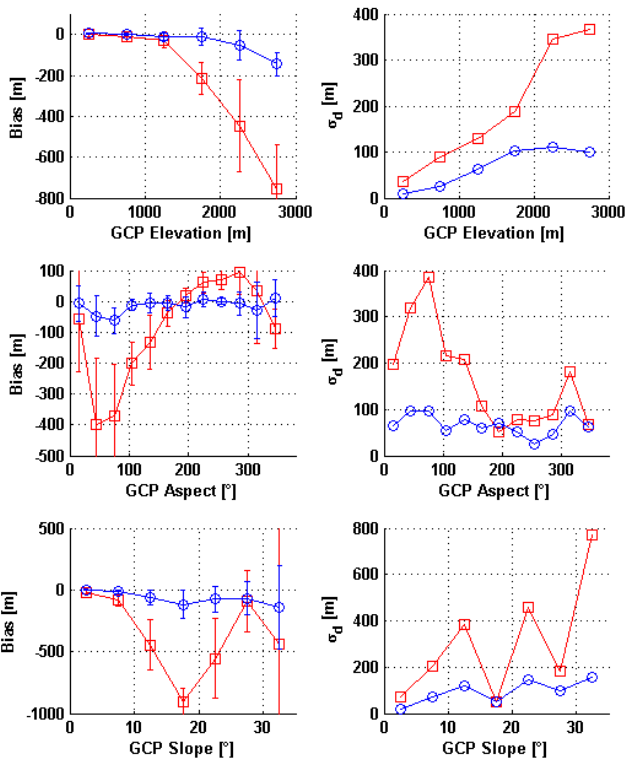 0
-200
-400
-600
-800
Bias [m]
0 1000 2000 3000
GCP Elevation [m]
400
300
200
100
0
σd [m]
0 1000 2000 3000
GCP Elevation [m]
100
0
-100
-200
-300
-400
-500
Bias [m]
0 100 200 300
GCP Aspect [°]
400
300
200
100
0
σd [m]
0 100 200 300
GCP Aspect [°]
500
0
-500
-1000
Bias [m]
0 10 20 30
GCP Slope [°]
800
600
400
200
0
σd [m]
0 10 20 30
GCP Slope [°]